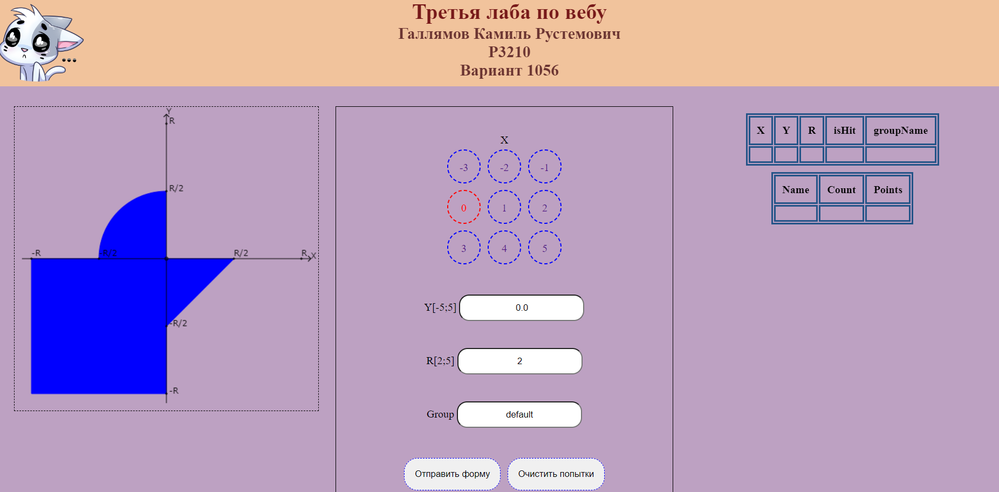 Третья лаба по вебу
Галлямов Камиль Рустемович
P3210
Вариант 1056
Y
R
R/2
-R
-R/2
R/2
R
X
-R/2
-R
X
-3 -2 -1
0 1 2
3 4 5
Y[-5;5] 0.0
R[2;5] 2
Group default
Отправить форму Очистить попытки
X Y R isHit groupName
Name Count Points